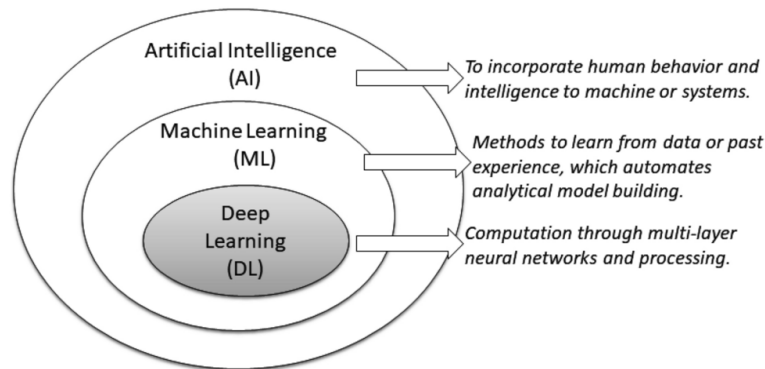 Artificial Intelligence
(AI)
To incorporate human behavior and
intelligence to machine or systems.
Machine Learning
(ML)
Methods to learn from data or past
experience, which automates
analytical model building.
Deep
Learning
(DL)
Computation through multi-layer
neural networks and processing.